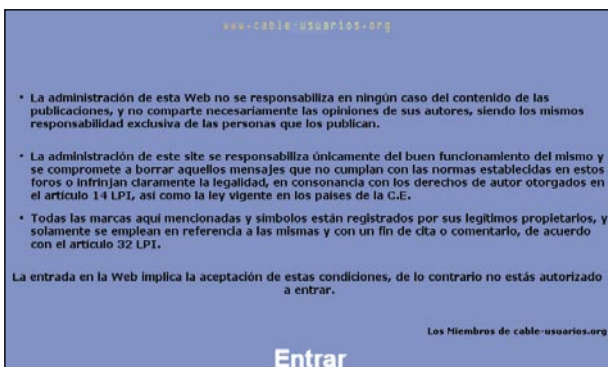 www.cable-usuarios.org
• La administración de esta Web no se responsabiliza en ningún caso del contenido de las
publicaciones, y no comparte necesariamente las opiniones de sus autores, siendo los mismos
responsabilidad exclusiva de las personas que los publican.
• La administración de este site se responsabiliza únicamente del buen funcionamiento del mismo y
se compromete a borrar aquellos mensajes que no cumplan con las normas establecidas en estos
foros o infrinjan claramente la legalidad, en consonancia con los derechos de autor otorgados en
el artículo 14 LPI, así como la ley vigente en los países de la C.E.
• Todas las marcas aquí mencionadas y símbolos están registrados por sus legítimos propietarios, y
solamente se emplean en referencia a las mismas y con un fin de cita o comentario, de acuerdo
con el artículo 32 LPI.
La entrada en la Web implica la aceptación de estas condiciones, de lo contrario no estás autorizado
a entrar.
Los Miembros de cable-usuarios.org
Entrar